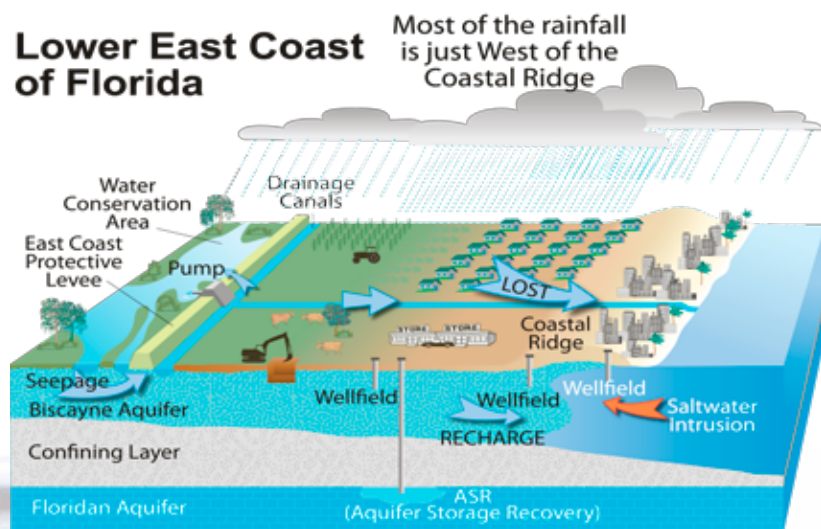 Lower East Coast
of Florida
Most of the rainfall
is just West of the
Coastal Ridge
Water
Conservation
Area
Drainage
Canals
East Coast
Protective
Levee
Pump
LOST
STORE STORE
Coastal
Ridge
Seepage
Biscayne Aquifer
Wellfield
Wellfield
Wellfield
Saltwater
Intrusion
RECHARGE
Confining Layer
Floridan Aquifer
ASR
(Aquifer Storage Recovery)